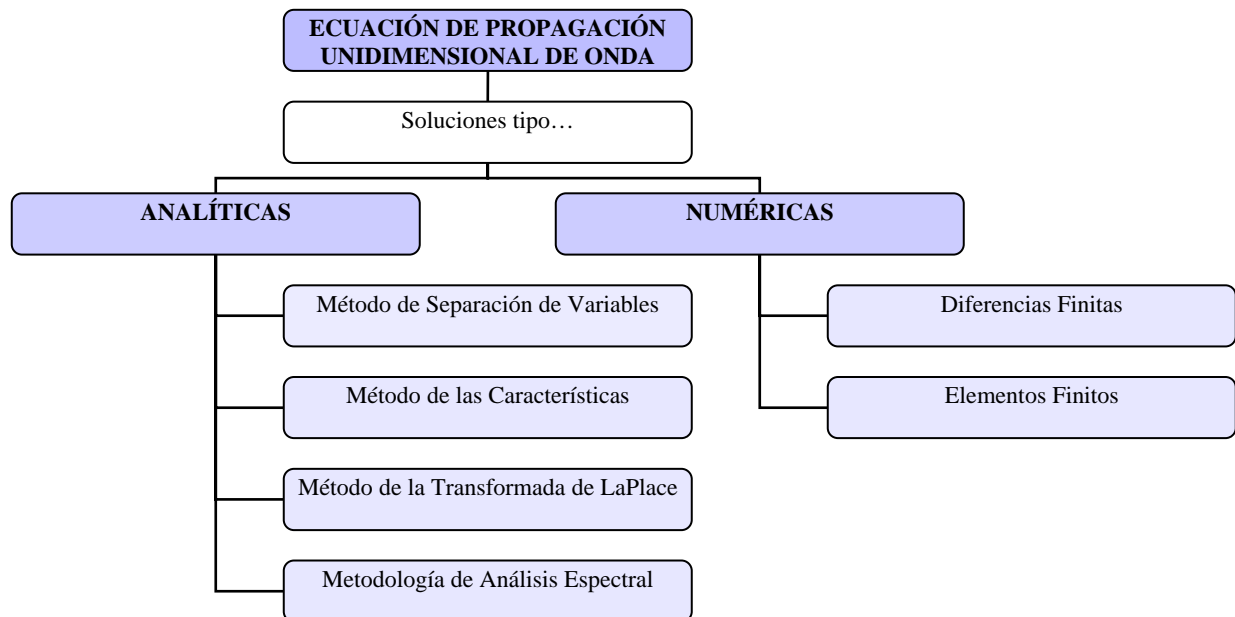 ECUACIÓN DE PROPAGACIÓN
UNIDIMENSIONAL DE ONDA
Soluciones tipo…
ANALÍTICAS
NUMÉRICAS
Método de Separación de Variables
Diferencias Finitas
Método de las Características
Elementos Finitos
Método de la Transformada de LaPlace
Metodología de Análisis Espectral